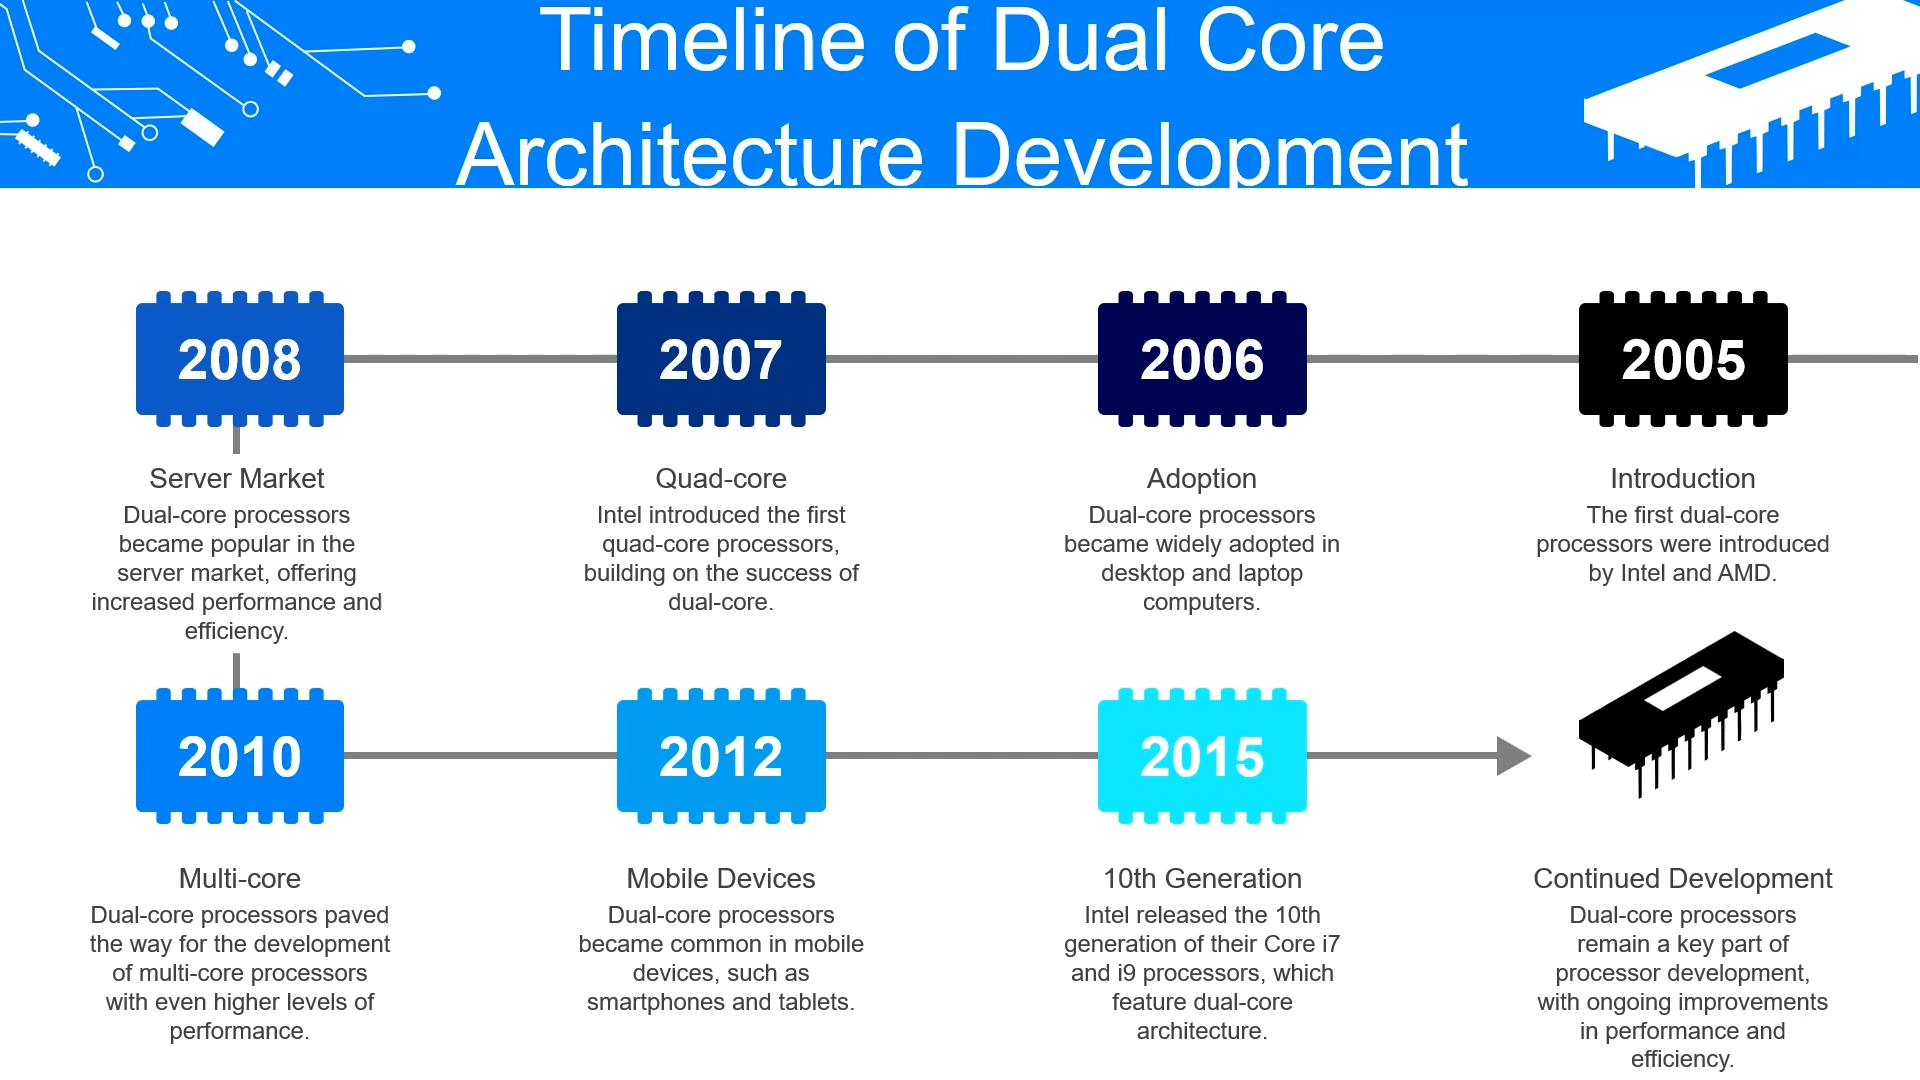 Timeline of Dual Core
Architecture Development
2008
2007
2006
2005
Server Market
Dual-core processors
became popular in the
server market, offering
increased performance and
efficiency.
Quad-core
Intel introduced the first
quad-core processors,
building on the success of
dual-core.
Adoption
Dual-core processors
became widely adopted in
desktop and laptop
computers.
Introduction
The first dual-core
processors were introduced
by Intel and AMD.
2010
2012
2015
Multi-core
Dual-core processors paved
the way for the development
of multi-core processors
with even higher levels of
performance.
Mobile Devices
Dual-core processors
became common in mobile
devices, such as
smartphones and tablets.
10th Generation
Intel released the 10th
generation of their Core i7
and i9 processors, which
feature dual-core
architecture.
Continued Development
Dual-core processors
remain a key part of
processor development,
with ongoing improvements
in performance and
efficiency.